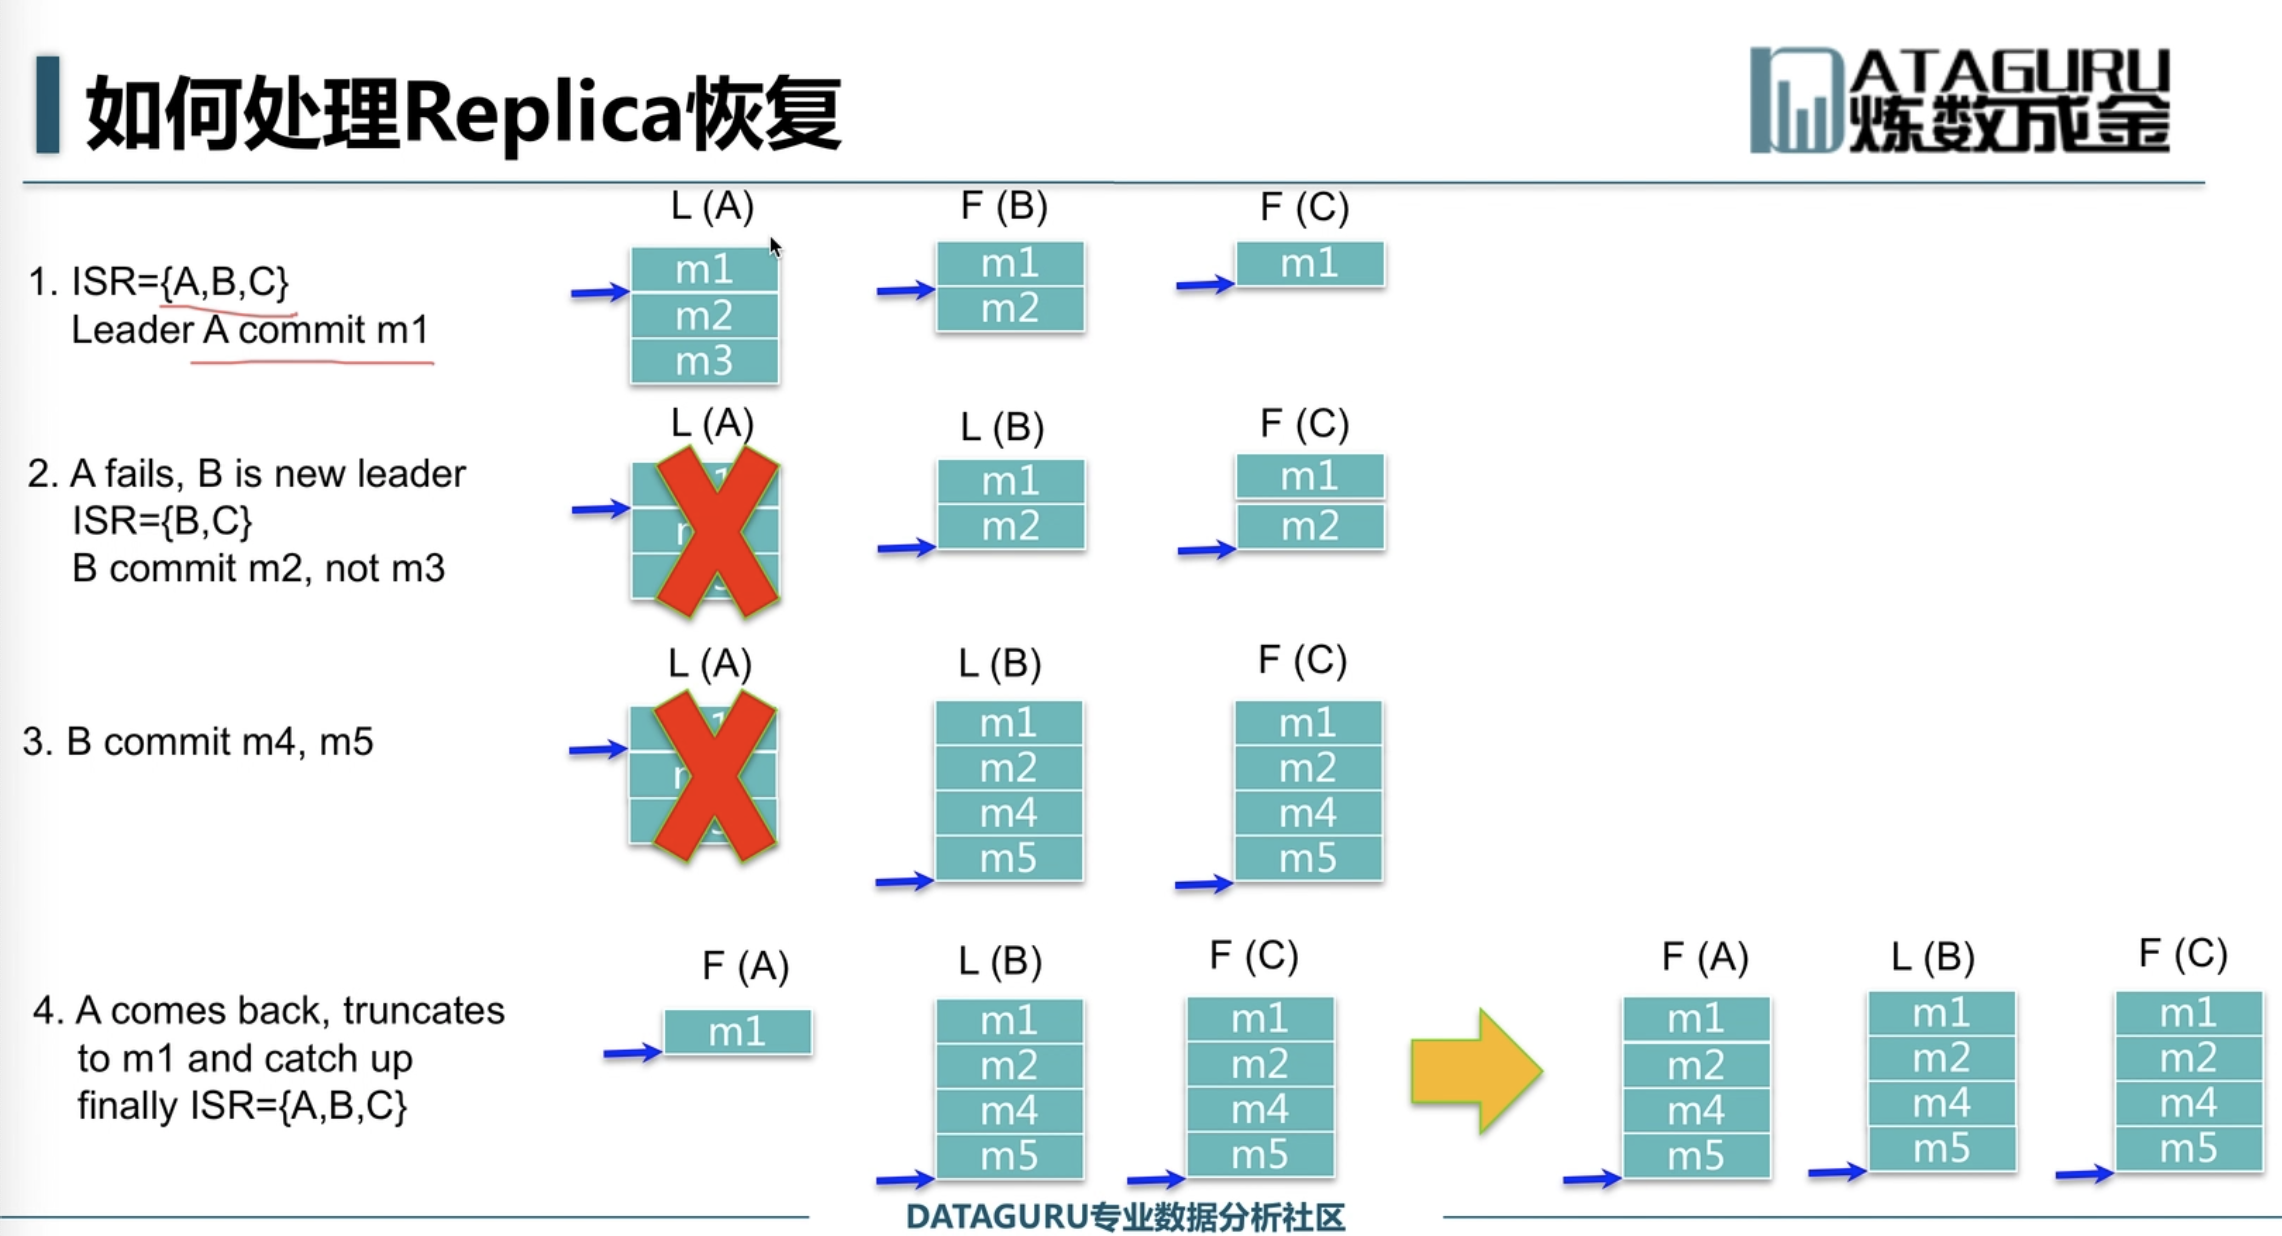 如何处理Replica恢复
DATAGURU
炼数成金
L (A)
F (B)
F (C)
1. ISR={A,B,C}
Leader A commit m1
m1
m2
m3
m1
m2
m1
L (A)
L (B)
F (C)
2. A fails, B is new leader
ISR={B,C}
B commit m2, not m3
m1
m2
m1
m2
L (A)
L (B)
F (C)
3. B commit m4, m5
m1
m2
m4
m5
m1
m2
m4
m5
F (A)
L (B)
F (C)
F (A)
L (B)
F (C)
4. A comes back, truncates
to m1 and catch up
finally ISR={A,B,C}
m1
m1
m2
m4
m5
m1
m2
m4
m5
m1
m2
m4
m5
m1
m2
m4
m5
m1
m2
m4
m5
DATAGURU专业数据分析社区